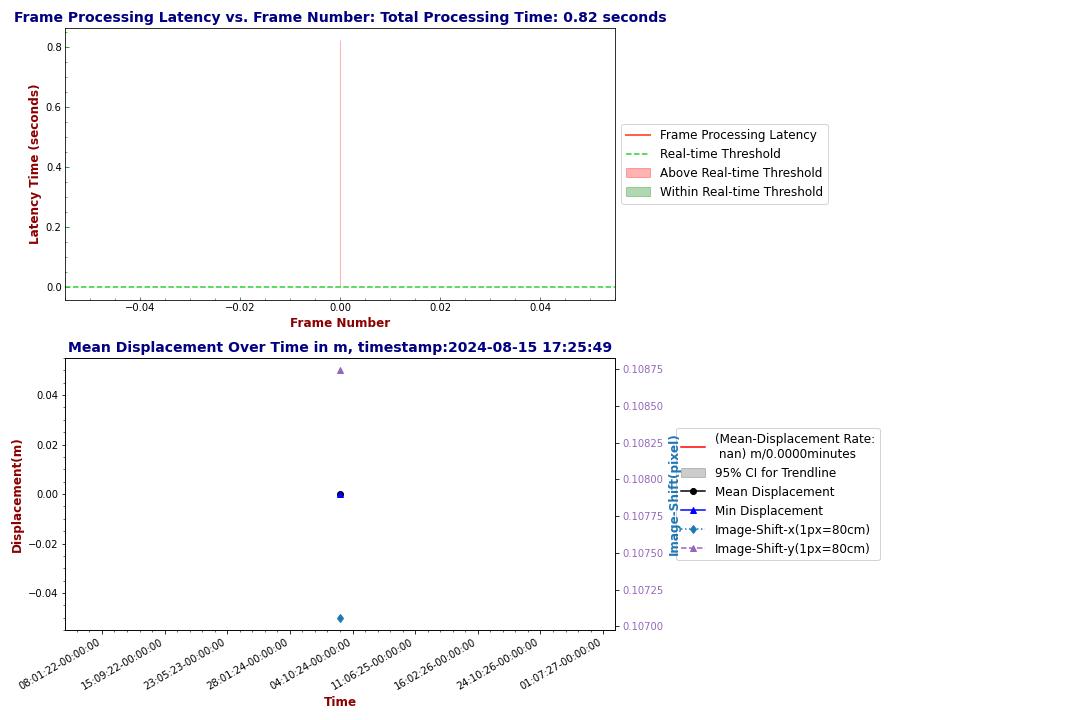 Frame Processing Latency vs. Frame Number: Total Processing Time: 0.82 seconds
0.8
0.6
0.4
0.2
0.0
Latency Time (seconds)
−0.04
−0.02
0.00
0.02
0.04
Frame Number
Frame Processing Latency
Real-time Threshold
Above Real-time Threshold
Within Real-time Threshold
Mean Displacement Over Time in m, timestamp:2024-08-15 17:25:49
0.04
0.02
0.00
−0.02
−0.04
Displacement(m)
0.10875
0.10850
0.10825
0.10800
0.10775
0.10750
0.10725
0.10700
Image-Shift(pixel)
(Mean-Displacement Rate:
nan) m/0.0000minutes
95% CI for Trendline
Mean Displacement
Min Displacement
Image-Shift-x(1px=80cm)
Image-Shift-y(1px=80cm)
08:01:22-00:00:00
15:09:22-00:00:00
23:05:23-00:00:00
28:01:24-00:00:00
04:10:24-00:00:00
11:06:25-00:00:00
16:02:26-00:00:00
24:10:26-00:00:00
01:07:27-00:00:00
Time